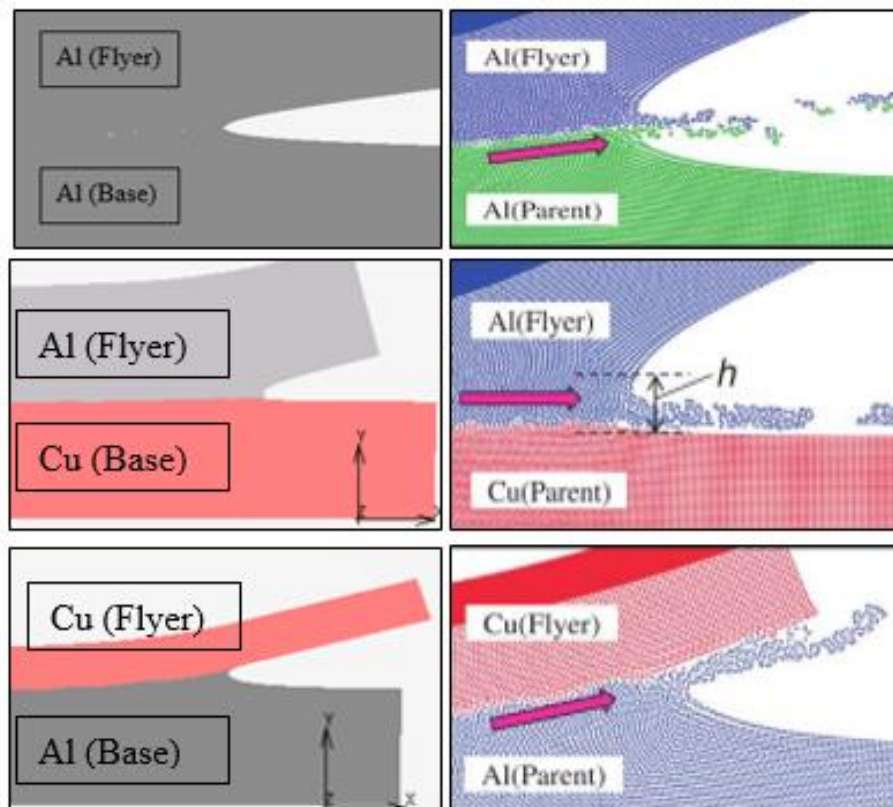 Al (Flyer)
Al (Base)
Al(Flyer)
Al(Parent)
Al (Flyer)
Cu (Base)
Y
Z
X
Al(Flyer)
h
Cu(Parent)
Cu (Flyer)
Al (Base)
Y
Z
X
Cu(Flyer)
Al(Parent)